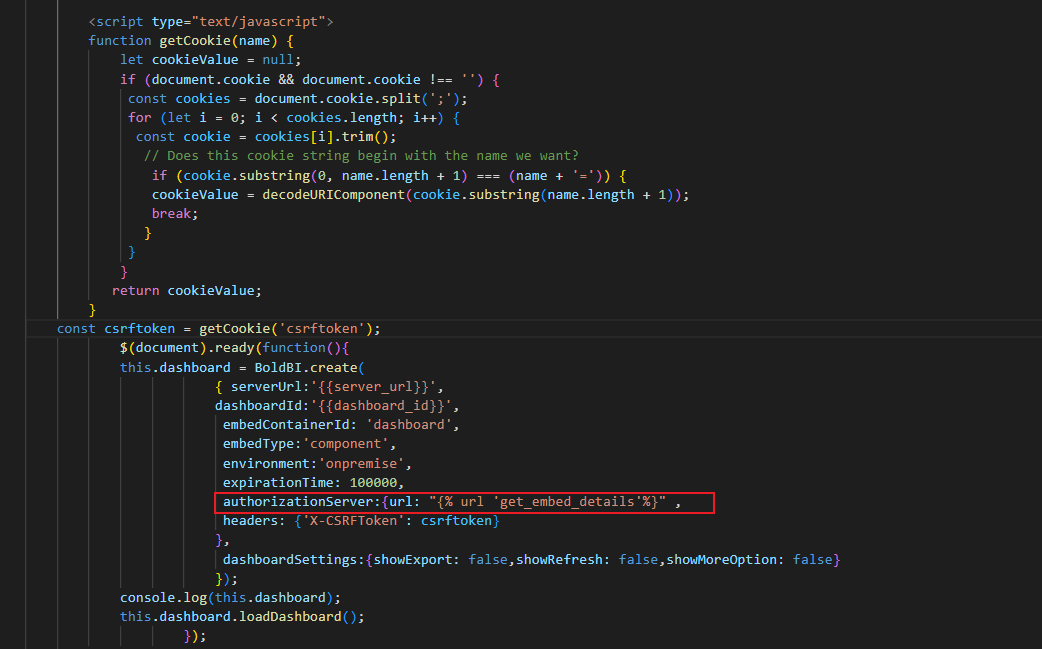 <script type="text/javascript">
function getCookie(name) {
let cookieValue = null;
if (document.cookie && document.cookie !== '') {
const cookies = document.cookie.split(';');
for (let i = 0; i < cookies.length; i++) {
const cookie = cookies[i].trim();
// Does this cookie string begin with the name we want?
if (cookie.substring(0, name.length + 1) === (name + '=')) {
cookieValue = decodeURIComponent(cookie.substring(name.length + 1));
break;
}
}
}
return cookieValue;
}
const csrftoken = getCookie('csrftoken');
$(document).ready(function(){
this.dashboard = BoldBI.create(
{ serverUrl:'{{server_url}}',
dashboardId:'{{dashboard_id}}',
embedContainerId: 'dashboard',
embedType:'component',
environment:'onpremise',
expirationTime: 100000,
authorizationServer:{url: "{% url 'get_embed_details'%}" ,
headers: {'X-CSRFToken': csrftoken}
},
dashboardSettings:{showExport: false,showRefresh: false,showMoreOption: false}
});
console.log(this.dashboard);
this.dashboard.loadDashboard();
});